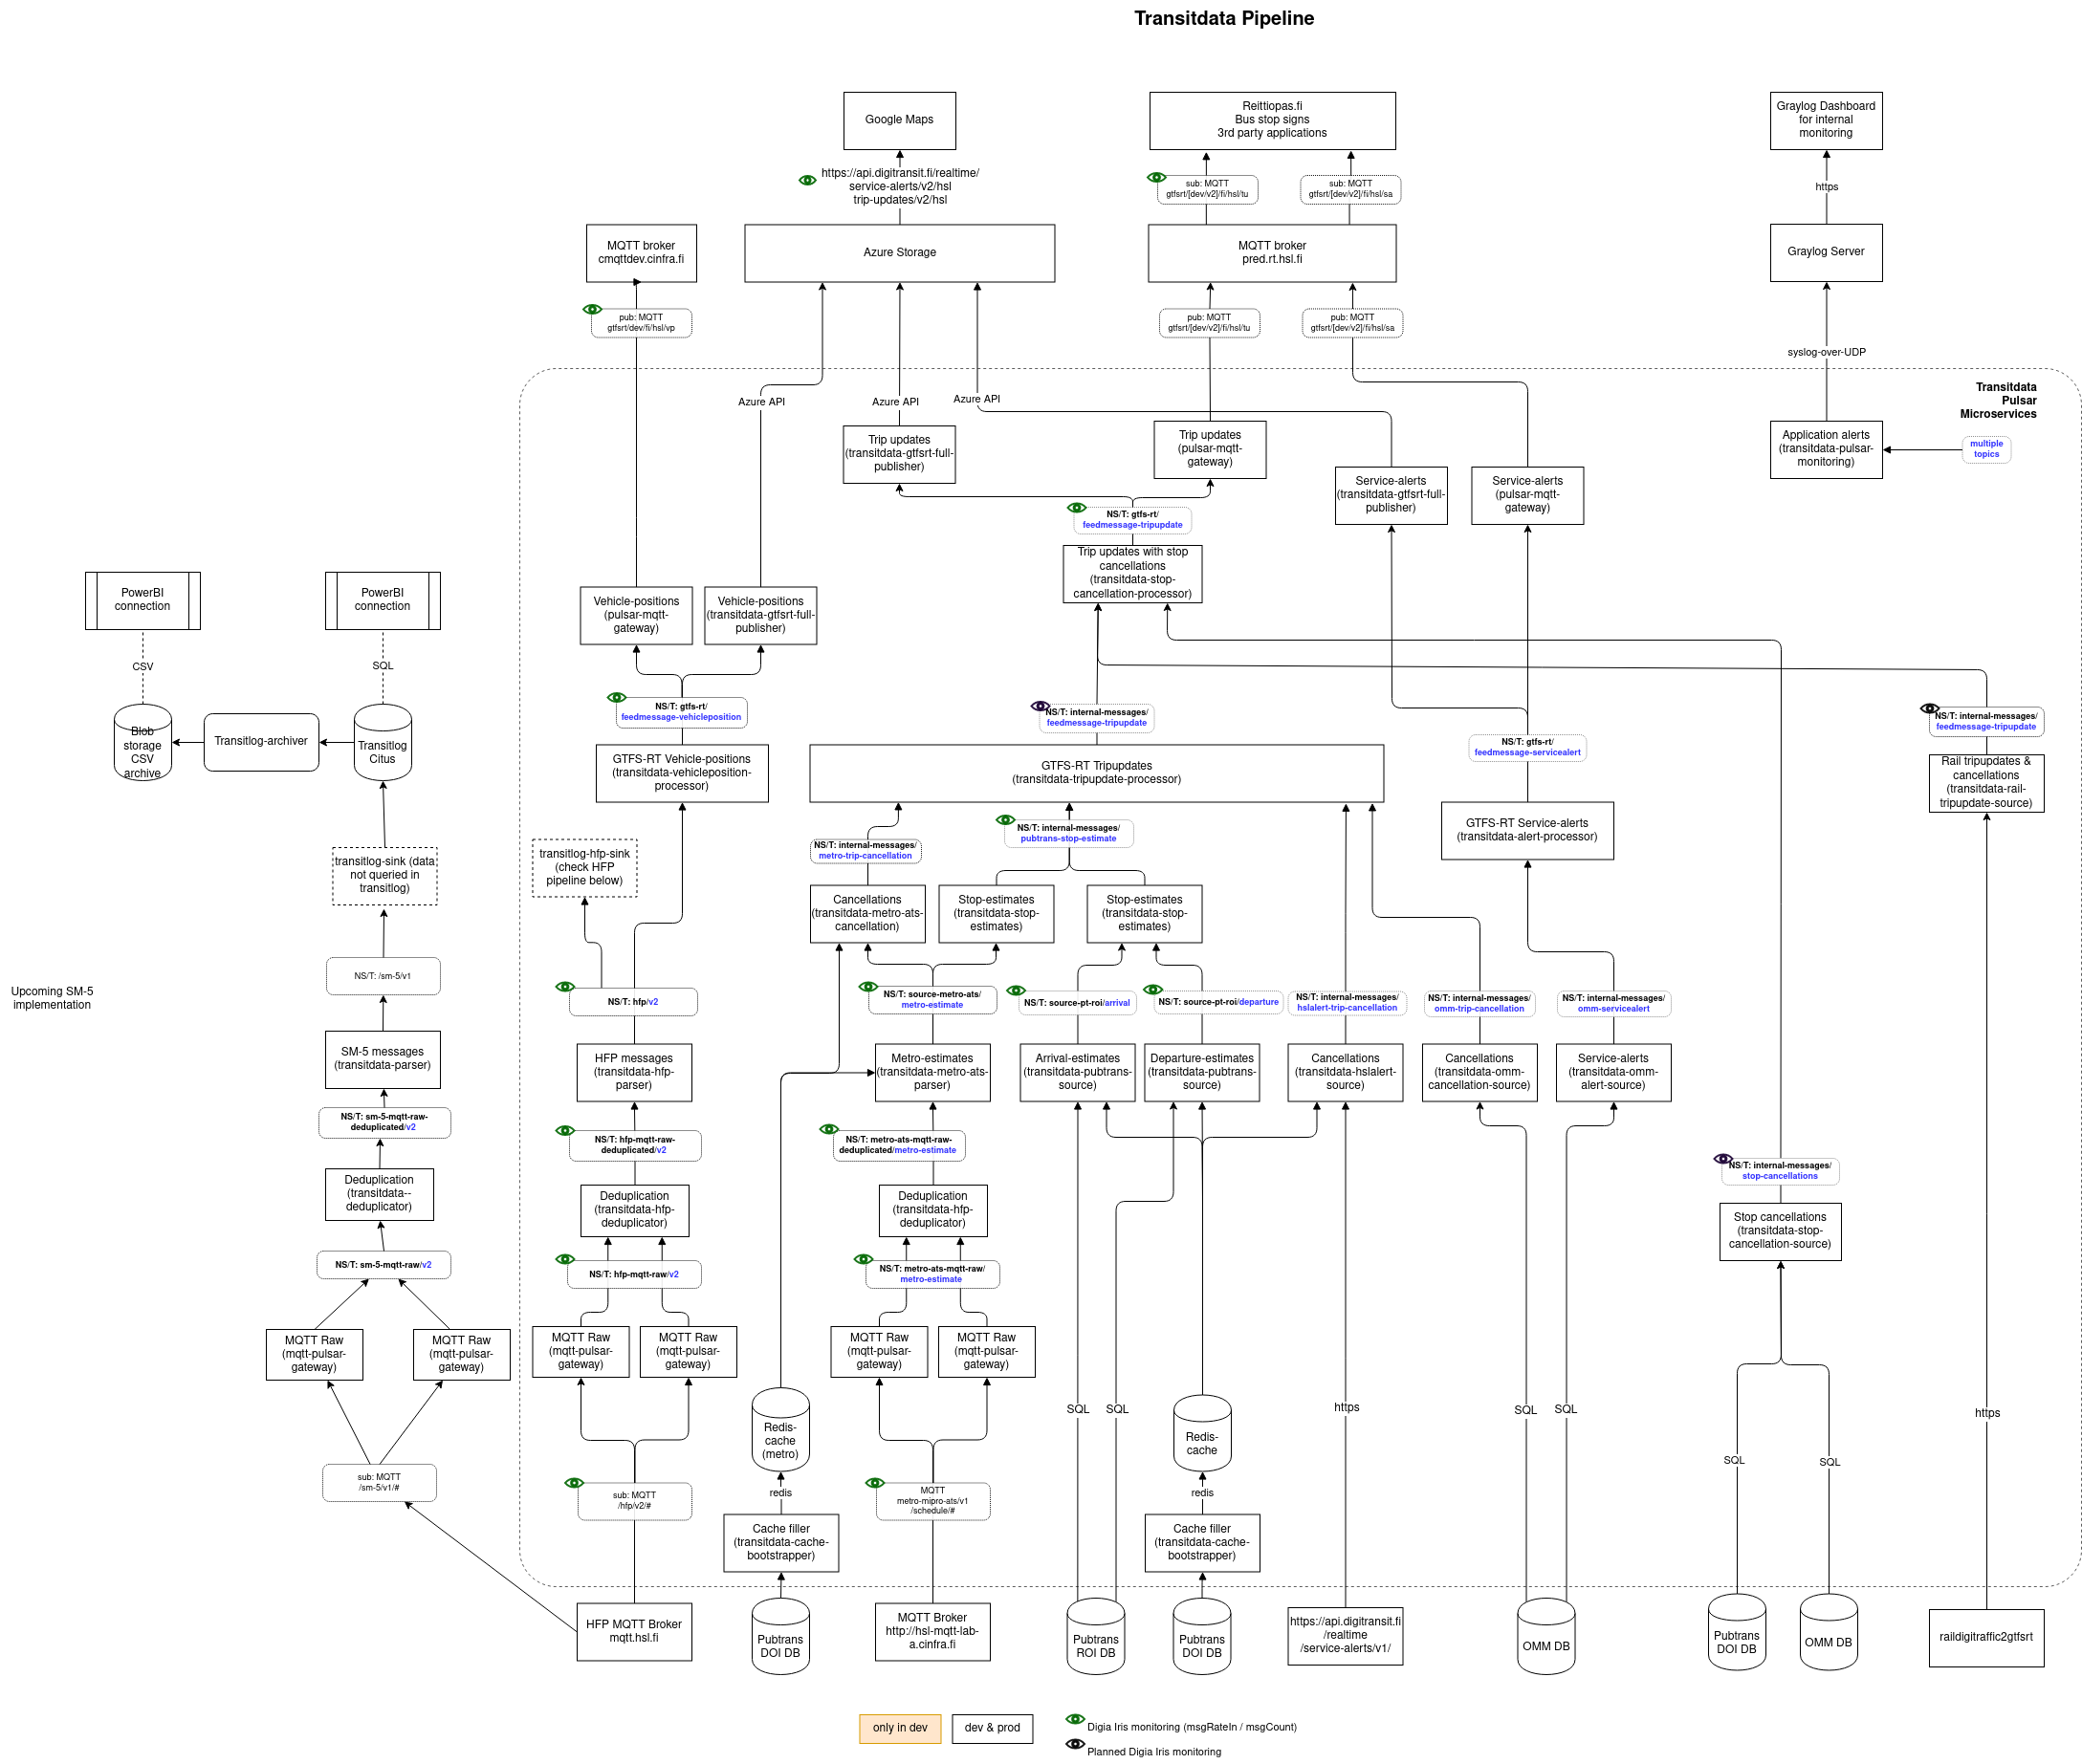 Transitdata Pipeline
Google Maps
Reittiopas.fi
Bus stop signs
3rd party applications
Graylog Dashboard
for internal
monitoring
https://api.digitransit.fi/realtime/
service-alerts/v2/hsl
trip-updates/v2/hsl
sub: MQTT
gtfsrt/[dev/v2]/fi/hsl/tu
sub: MQTT
gtfsrt/[dev/v2]/fi/hsl/sa
https
MQTT broker
cmqttdev.cinfra.fi
Azure Storage
MQTT broker
pred.rt.hsl.fi
Graylog Server
pub: MQTT
gtfsrt/dev/fi/hsl/vp
pub: MQTT
gtfsrt/[dev/v2]/fi/hsl/tu
pub: MQTT
gtfsrt/[dev/v2]/fi/hsl/sa
syslog-over-UDP
Transitdata
Pulsar
Microservices
Azure API
Azure API
Azure API
Trip updates
(transitdata-gtfsrt-full-
publisher)
Trip updates
(pulsar-mqtt-
gateway)
Application alerts
(transitdata-pulsar-
monitoring)
multiple
topics
Service-alerts
(transitdata-gtfsrt-full-
publisher)
Service-alerts
(pulsar-mqtt-
gateway)
NS/T: gtfs-rt/
feedmessage-tripupdate
Trip updates with stop
cancellations
(transitdata-stop-
cancellation-processor)
PowerBI
connection
PowerBI
connection
Vehicle-positions
(pulsar-mqtt-
gateway)
Vehicle-positions
(transitdata-gtfsrt-full-
publisher)
CSV
SQL
NS/T: gtfs-rt/
feedmessage-vehicleposition
NS/T: internal-messages/
feedmessage-tripupdate
NS/T: internal-messages/
feedmessage-tripupdate
Blob
storage
CSV
archive
Transitlog-archiver
Transitlog
Citus
NS/T: gtfs-rt/
feedmessage-servicealert
GTFS-RT Vehicle-positions
(transitdata-vehicleposition-
processor)
GTFS-RT Tripupdates
(transitdata-tripupdate-processor)
Rail tripupdates &
cancellations
(transitdata-rail-
tripupdate-source)
GTFS-RT Service-alerts
(transitdata-alert-processor)
NS/T: internal-messages/
metro-trip-cancellation
NS/T: internal-messages/
pubtrans-stop-estimate
transitlog-sink (data
not queried in
transitlog)
transitlog-hfp-sink
(check HFP
pipeline below)
Cancellations
(transitdata-metro-ats-
cancellation)
Stop-estimates
(transitdata-stop-
estimates)
Stop-estimates
(transitdata-stop-
estimates)
Upcoming SM-5
implementation
NS/T: /sm-5/v1
NS/T: hfp/v2
NS/T: source-metro-ats/
metro-estimate
NS/T: source-pt-roi/arrival
NS/T: source-pt-roi/departure
NS/T: internal-messages/
hslalert-trip-cancellation
NS/T: internal-messages/
omm-trip-cancellation
NS/T: internal-messages/
omm-servicealert
SM-5 messages
(transitdata-parser)
HFP messages
(transitdata-hfp-
parser)
Metro-estimates
(transitdata-metro-ats-
parser)
Arrival-estimates
(transitdata-pubtrans-
source)
Departure-estimates
(transitdata-pubtrans-
source)
Cancellations
(transitdata-hslalert-
source)
Cancellations
(transitdata-omm-
cancellation-source)
Service-alerts
(transitdata-omm-
alert-source)
NS/T: sm-5-mqtt-raw-
deduplicated/v2
NS/T: hfp-mqtt-raw-
deduplicated/v2
NS/T: metro-ats-mqtt-raw-
deduplicated/metro-estimate
NS/T: internal-messages/
stop-cancellations
Deduplication
(transitdata--
deduplicator)
Deduplication
(transitdata-hfp-
deduplicator)
Deduplication
(transitdata-hfp-
deduplicator)
Stop cancellations
(transitdata-stop-
cancellation-source)
NS/T: sm-5-mqtt-raw/v2
NS/T: hfp-mqtt-raw/v2
NS/T: metro-ats-mqtt-raw/
metro-estimate
MQTT Raw
(mqtt-pulsar-
gateway)
MQTT Raw
(mqtt-pulsar-
gateway)
MQTT Raw
(mqtt-pulsar-
gateway)
MQTT Raw
(mqtt-pulsar-
gateway)
MQTT Raw
(mqtt-pulsar-
gateway)
MQTT Raw
(mqtt-pulsar-
gateway)
Redis-
cache
(metro)
Redis-
cache
SQL
SQL
https
SQL
SQL
SQL
SQL
https
sub: MQTT
/sm-5/v1/#
sub: MQTT
/hfp/v2/#
redis
MQTT
metro-mipro-ats/v1
/schedule/#
redis
Cache filler
(transitdata-cache-
bootstrapper)
Cache filler
(transitdata-cache-
bootstrapper)
HFP MQTT Broker
mqtt.hsl.fi
Pubtrans
DOI DB
MQTT Broker
http://hsl-mqtt-lab-
a.cinfra.fi
Pubtrans
ROI DB
Pubtrans
DOI DB
https://api.digitransit.fi
/realtime
/service-alerts/v1/
OMM DB
Pubtrans
DOI DB
OMM DB
raildigitraffic2gtfsrt
only in dev
dev & prod
Digia Iris monitoring (msgRateIn / msgCount)
Planned Digia Iris monitoring